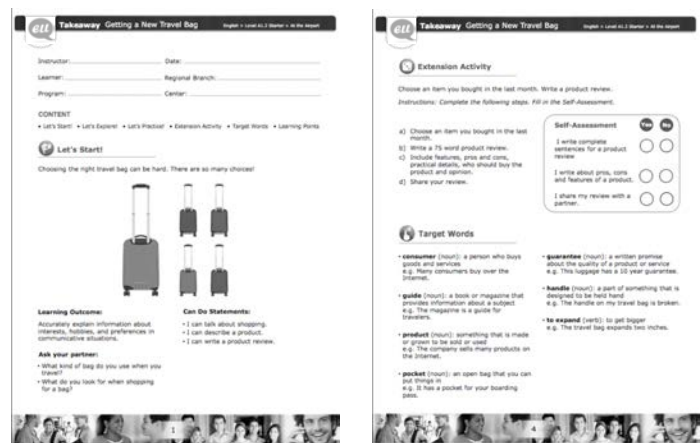 ell
Takeaway Getting a New Travel Bag
English > Level A1.2 Starter > At the Airport
Instructor:
Date:
Learner:
Regional Branch:
Program:
Center:
CONTENT
• Let's Start! • Let's Explore! • Let's Practice! • Extension Activity • Target Words • Learning Points
Let's Start!
Choosing the right travel bag can be hard. There are so many choices!
Learning Outcome:
Accurately explain information about
interests, hobbies, and preferences in
communicative situations.
Ask your partner:
• What kind of bag do you use when you
travel?
• What do you look for when shopping
for a bag?
Can Do Statements:
• I can talk about shopping.
• I can describe a product.
• I can write a product review.
1
ell
Takeaway Getting a New Travel Bag
English > Level A1.2 Starter > At the Airport
Extension Activity
Choose an item you bought in the last month. Write a product review.
Instructions: Complete the following steps. Fill in the Self-Assessment.
a) Choose an item you bought in the last
month.
b) Write a 75 word product review.
c) Include features, pros and cons,
practical details, who should buy the
product and opinion.
d) Share your review.
Self-Assessment
Yes
No
I write complete
sentences for a product
review
I write about pros, cons
and features of a product.
I share my review with a
partner.
Target Words
• consumer (noun): a person who buys
goods and services
e.g. Many consumers buy over the
Internet.
• guide (noun): a book or magazine that
provides information about a subject
e.g. The magazine is a guide for
travelers.
• product (noun): something that is made
or grown to be sold or used
e.g. The company sells many products on
the Internet.
• pocket (noun): an open bag that you can
put things in
e.g. It has a pocket for your boarding
pass.
• guarantee (noun): a written promise
about the quality of a product or service
e.g. This luggage has a 10 year guarantee.
• handle (noun): a part of something that is
designed to be held hand
e.g. The handle on my travel bag is broken.
• to expand (verb): to get bigger
e.g. The travel bag expands two inches.
4